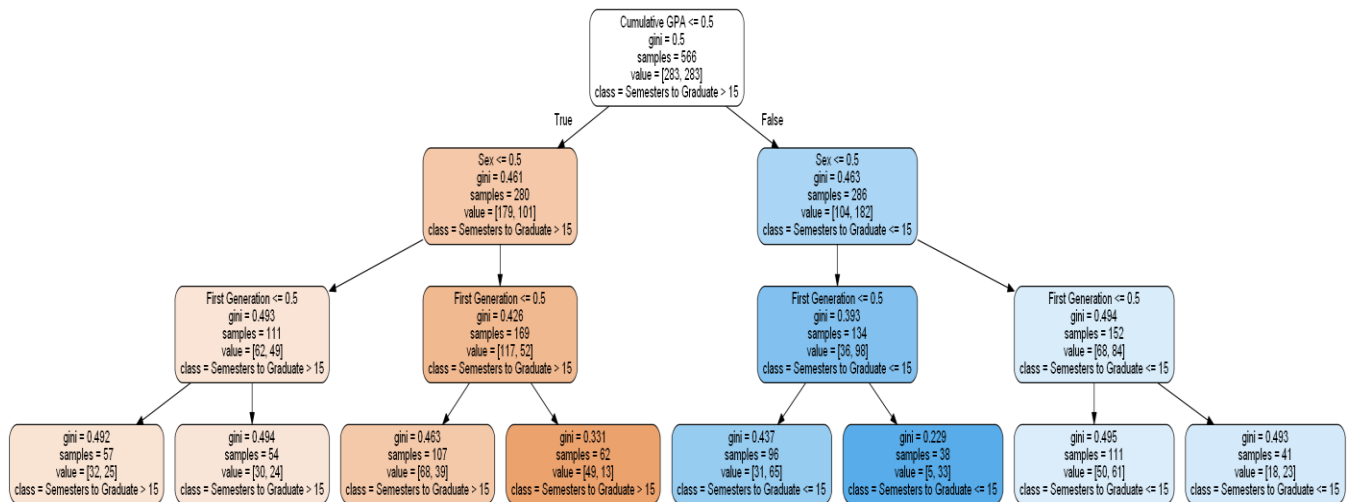 Cumulative GPA <= 0.5
gini = 0.5
samples = 566
value = [283, 283]
class = Semesters to Graduate > 15
True
False
Sex <= 0.5
gini = 0.461
samples = 280
value = [179, 101]
class = Semesters to Graduate > 15
Sex <= 0.5
gini = 0.463
samples = 286
value = [104, 182]
class = Semesters to Graduate <= 15
First Generation <= 0.5
gini = 0.493
samples = 111
value = [62, 49]
class = Semesters to Graduate > 15
First Generation <= 0.5
gini = 0.426
samples = 169
value = [117, 52]
class = Semesters to Graduate > 15
First Generation <= 0.5
gini = 0.393
samples = 134
value = [36, 98]
class = Semesters to Graduate <= 15
First Generation <= 0.5
gini = 0.494
samples = 152
value = [68, 84]
class = Semesters to Graduate <= 15
gini = 0.492
samples = 57
value = [32, 25]
class = Semesters to Graduate > 15
gini = 0.494
samples = 54
value = [30, 24]
class = Semesters to Graduate > 15
gini = 0.463
samples = 107
value = [68, 39]
class = Semesters to Graduate > 15
gini = 0.331
samples = 62
value = [49, 13]
class = Semesters to Graduate > 15
gini = 0.437
samples = 96
value = [31, 65]
class = Semesters to Graduate <= 15
gini = 0.229
samples = 38
value = [5, 33]
class = Semesters to Graduate <= 15
gini = 0.495
samples = 111
value = [50, 61]
class = Semesters to Graduate <= 15
gini = 0.493
samples = 41
value = [18, 23]
class = Semesters to Graduate <= 15